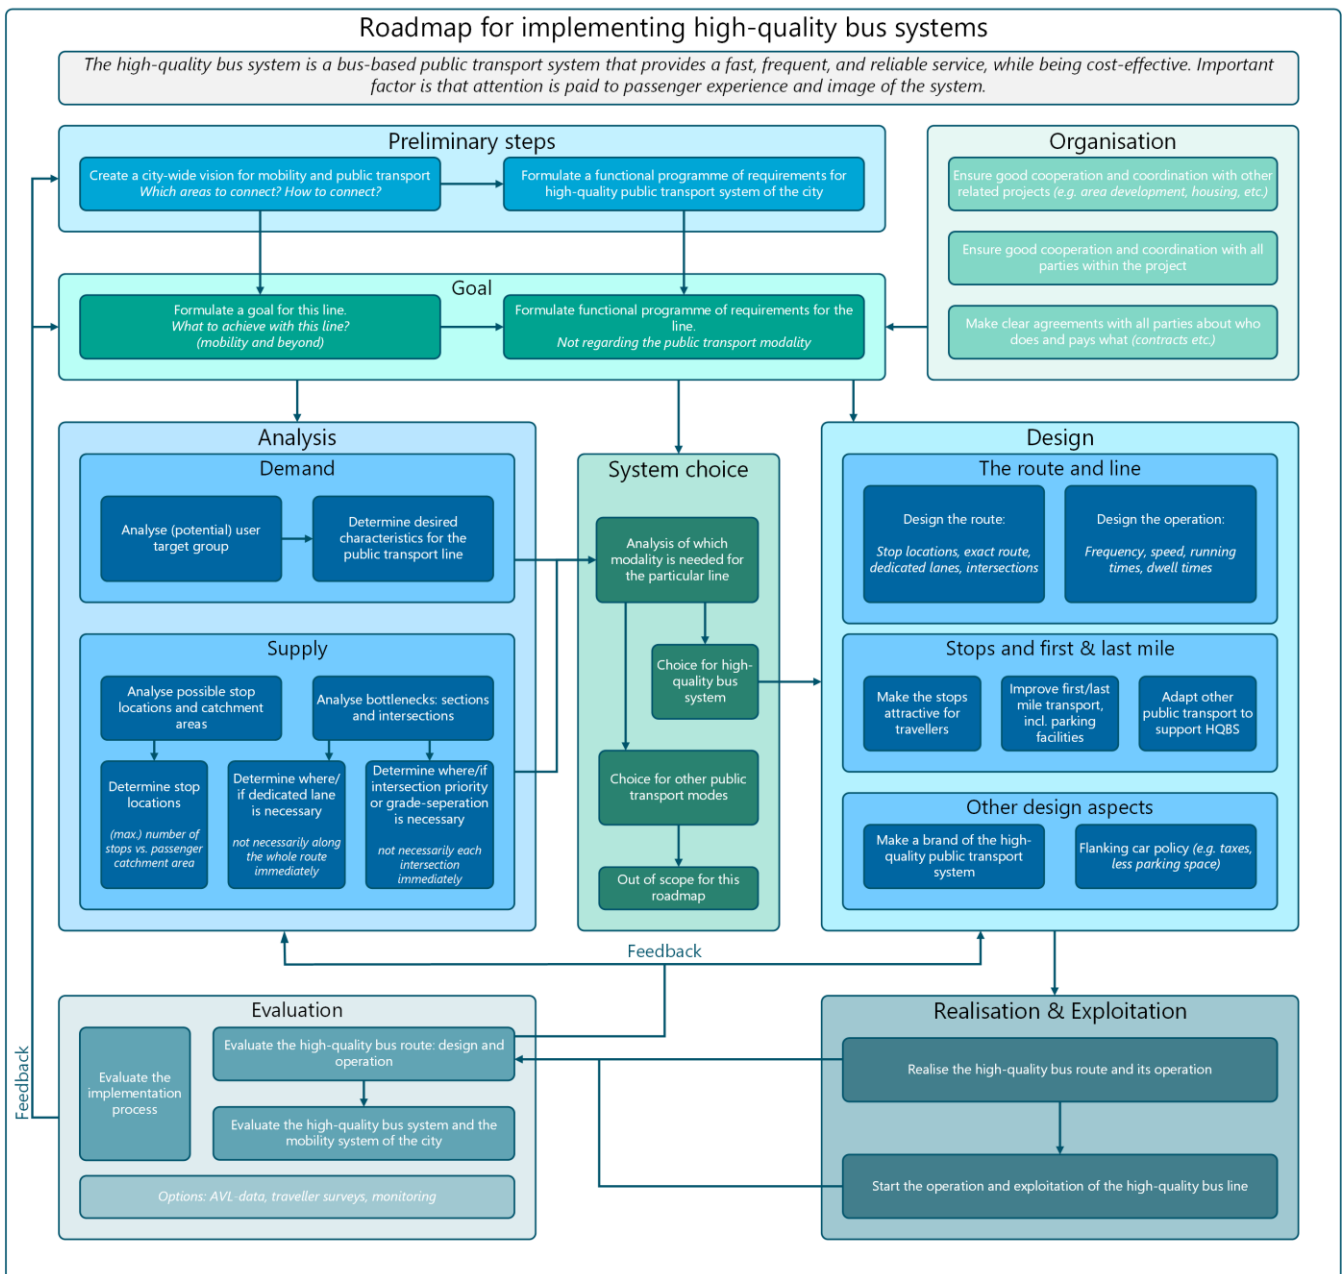 Roadmap for implementing high-quality bus systems
The high-quality bus system is a bus-based public transport system that provides a fast, frequent, and reliable service, while being cost-effective. Important
factor is that attention is paid to passenger experience and image of the system.
Preliminary steps
Create a city-wide vision for mobility and public transport
Which areas to connect? How to connect?
Formulate a functional programme of requirements for
high-quality public transport system of the city
Organisation
Ensure good cooperation and coordination with other
related projects (e.g. area development, housing, etc.)
Ensure good cooperation and coordination with all
parties within the project
Make clear agreements with all parties about who
does and pays what (contracts etc.)
Goal
Formulate a goal for this line.
What to achieve with this line?
(mobility and beyond)
Formulate functional programme of requirements for the
line.
Not regarding the public transport modality
Analysis
Demand
Analyse (potential) user
target group
Determine desired
characteristics for the
public transport line
Supply
Analyse possible stop
locations and catchment
areas
Analyse bottlenecks: sections
and intersections
Determine stop
locations
(max.) number of
stops vs. passenger
catchment area
Determine where/
if dedicated lane
is necessary
not necessarily along
the whole route
immediately
Determine where/if
intersection priority
or grade-seperation
is necessary
not necessarily each
intersection
immediately
System choice
Analysis of which
modality is needed for
the particular line
Choice for high-
quality bus
system
Choice for other public
transport modes
Out of scope for this
roadmap
Design
The route and line
Design the route:
Stop locations, exact route,
dedicated lanes, intersections
Design the operation:
Frequency, speed, running
times, dwell times
Stops and first & last mile
Make the stops
attractive for
travellers
Improve first/last
mile transport,
incl. parking
facilities
Adapt other
public transport to
support HQBS
Other design aspects
Make a brand of the high-
quality public transport
system
Flanking car policy (e.g. taxes,
less parking space)
Feedback
Feedback
Evaluation
Evaluate the
implementation
process
Evaluate the high-quality bus route: design and
operation
Evaluate the high-quality bus system and the
mobility system of the city
Options: AVL-data, traveller surveys, monitoring
Realisation & Exploitation
Realise the high-quality bus route and its operation
Start the operation and exploitation of the high-quality bus line